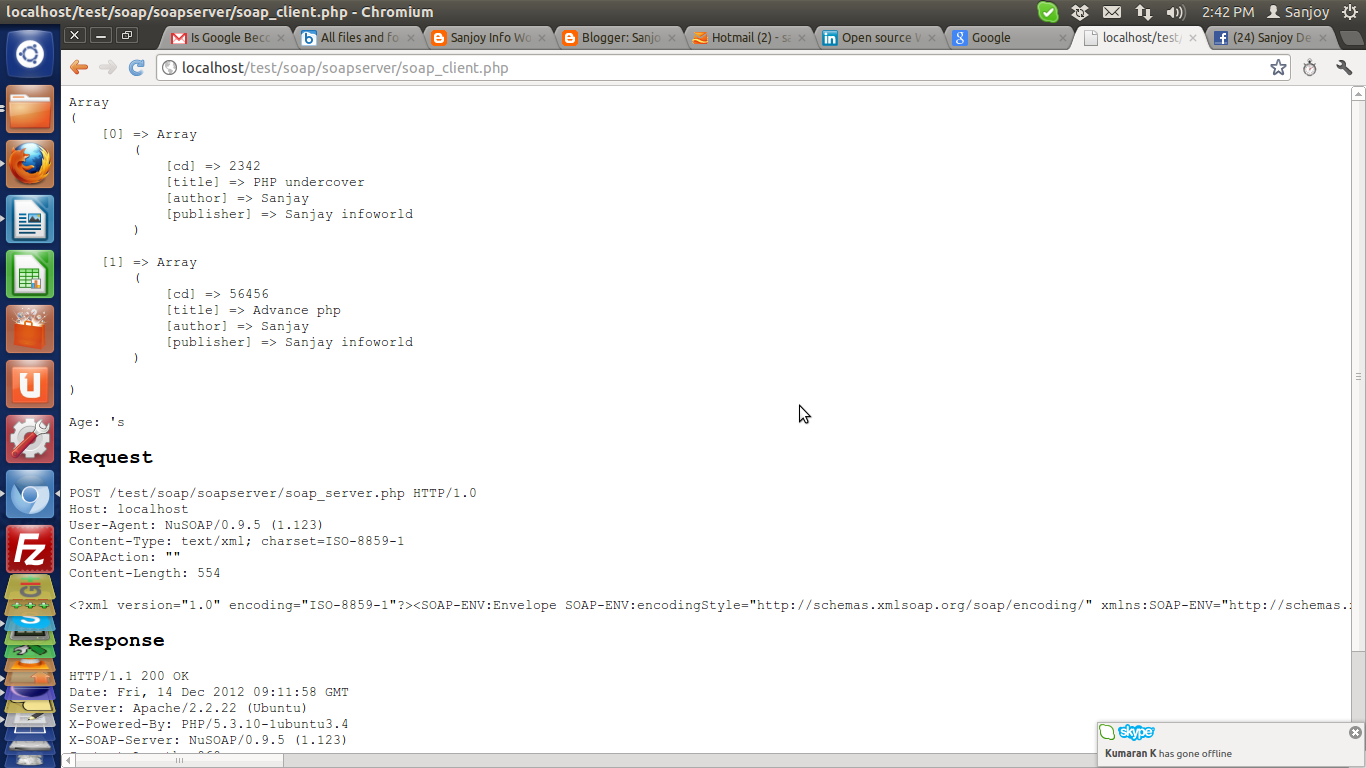 localhost/test/soap/soapserver/soap_client.php - Chromium
2:42 PM Sanjoy
Is Google Bec
All files and fo
Sanjoy Info Wo
Blogger: Sanjo
Hotmail (2) - sa
Open source W
Google
localhost/test/
(24) Sanjoy De
localhost/test/soap/soapserver/soap_client.php
Array
(
[0] => Array
(
[cd] => 2342
[title] => PHP undercover
[author] => Sanjay
[publisher] => Sanjay infoworld
)
[1] => Array
(
[cd] => 56456
[title] => Advance php
[author] => Sanjay
[publisher] => Sanjay infoworld
)
)
Age: 's
Request
POST /test/soap/soapserver/soap_server.php HTTP/1.0
Host: localhost
User-Agent: NuSOAP/0.9.5 (1.123)
Content-Type: text/xml; charset=ISO-8859-1
SOAPAction: ""
Content-Length: 554
<?xml version="1.0" encoding="ISO-8859-1"?><SOAP-ENV:Envelope SOAP-ENV:encodingStyle="http://schemas.xmlsoap.org/soap/encoding/" xmlns:SOAP-ENV="http://schemas.x
Response
HTTP/1.1 200 OK
Date: Fri, 14 Dec 2012 09:11:58 GMT
Server: Apache/2.2.22 (Ubuntu)
X-Powered-By: PHP/5.3.10-1ubuntu3.4
X-SOAP-Server: NuSOAP/0.9.5 (1.123)
skype
Kumaran K has gone offline